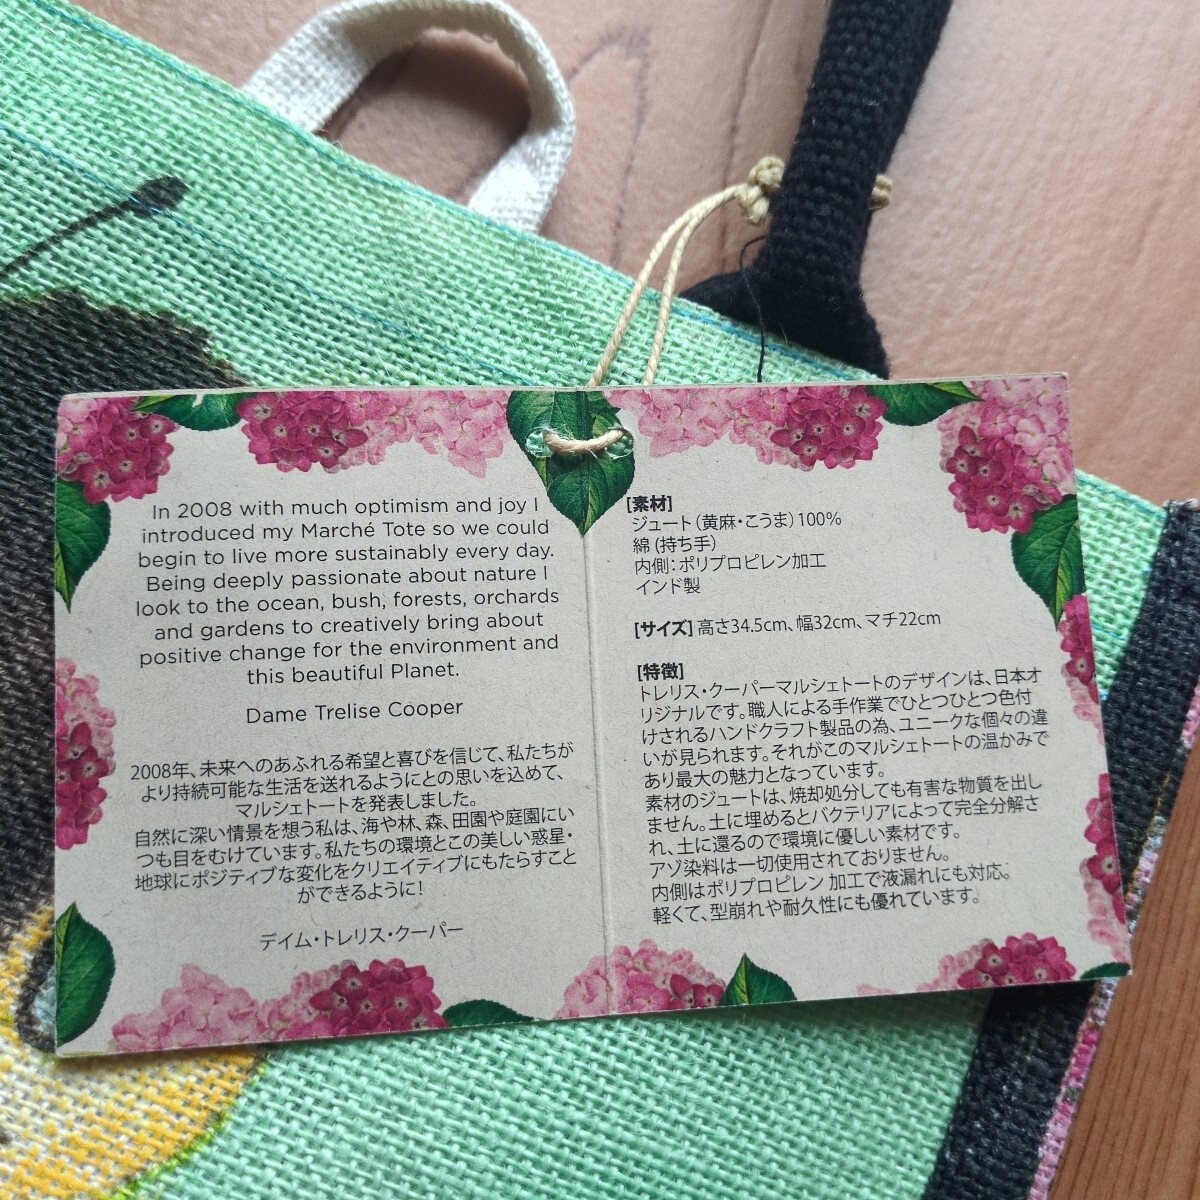 In 2008 with much optimism and joy I
introduced my Marché Tote so we could
begin to live more sustainably every day.
Being deeply passionate about nature I
look to the ocean, bush, forests, orchards
and gardens to creatively bring about
positive change for the environment and
this beautiful Planet.
Dame Trelise Cooper
2008年、未来へのあふれる希望と喜びを信じて、私たちが
より持続可能な生活を送れるようにとの思いを込めて、
マルシェトートを発表しました。
自然に深い情景を想う私は、海や林、森、田園や庭園にい
つも目をむけています。私たちの環境とこの美しい惑星・
地球にポジティブな変化をクリエイティブにもたらすこと
ができるように!
デイム・トレリス・クーパー
[素材]
ジュート(黄麻・こうま)100%
綿(持ち手)
内側:ポリプロピレン加工
インド製
[サイズ]高さ34.5cm、幅32cm、マチ22cm
[特徴]
トレリス・クーパーマルシェトートのデザインは、日本オ
リジナルです。職人による手作業でひとつひとつ色付
けされるハンドクラフト製品の為、ユニークな個々の違
いが見られます。それがこのマルシェトートの温かみで
あり最大の魅力となっています。
素材のジュートは、焼却処分しても有害な物質を出し
ません。土に埋めるとバクテリアによって完全分解さ
れ、土に還るので環境に優しい素材です。
アゾ染料は一切使用されておりません。
内側はポリプロピレン加工で液漏れにも対応。
軽くて、型崩れや耐久性にも優れています。